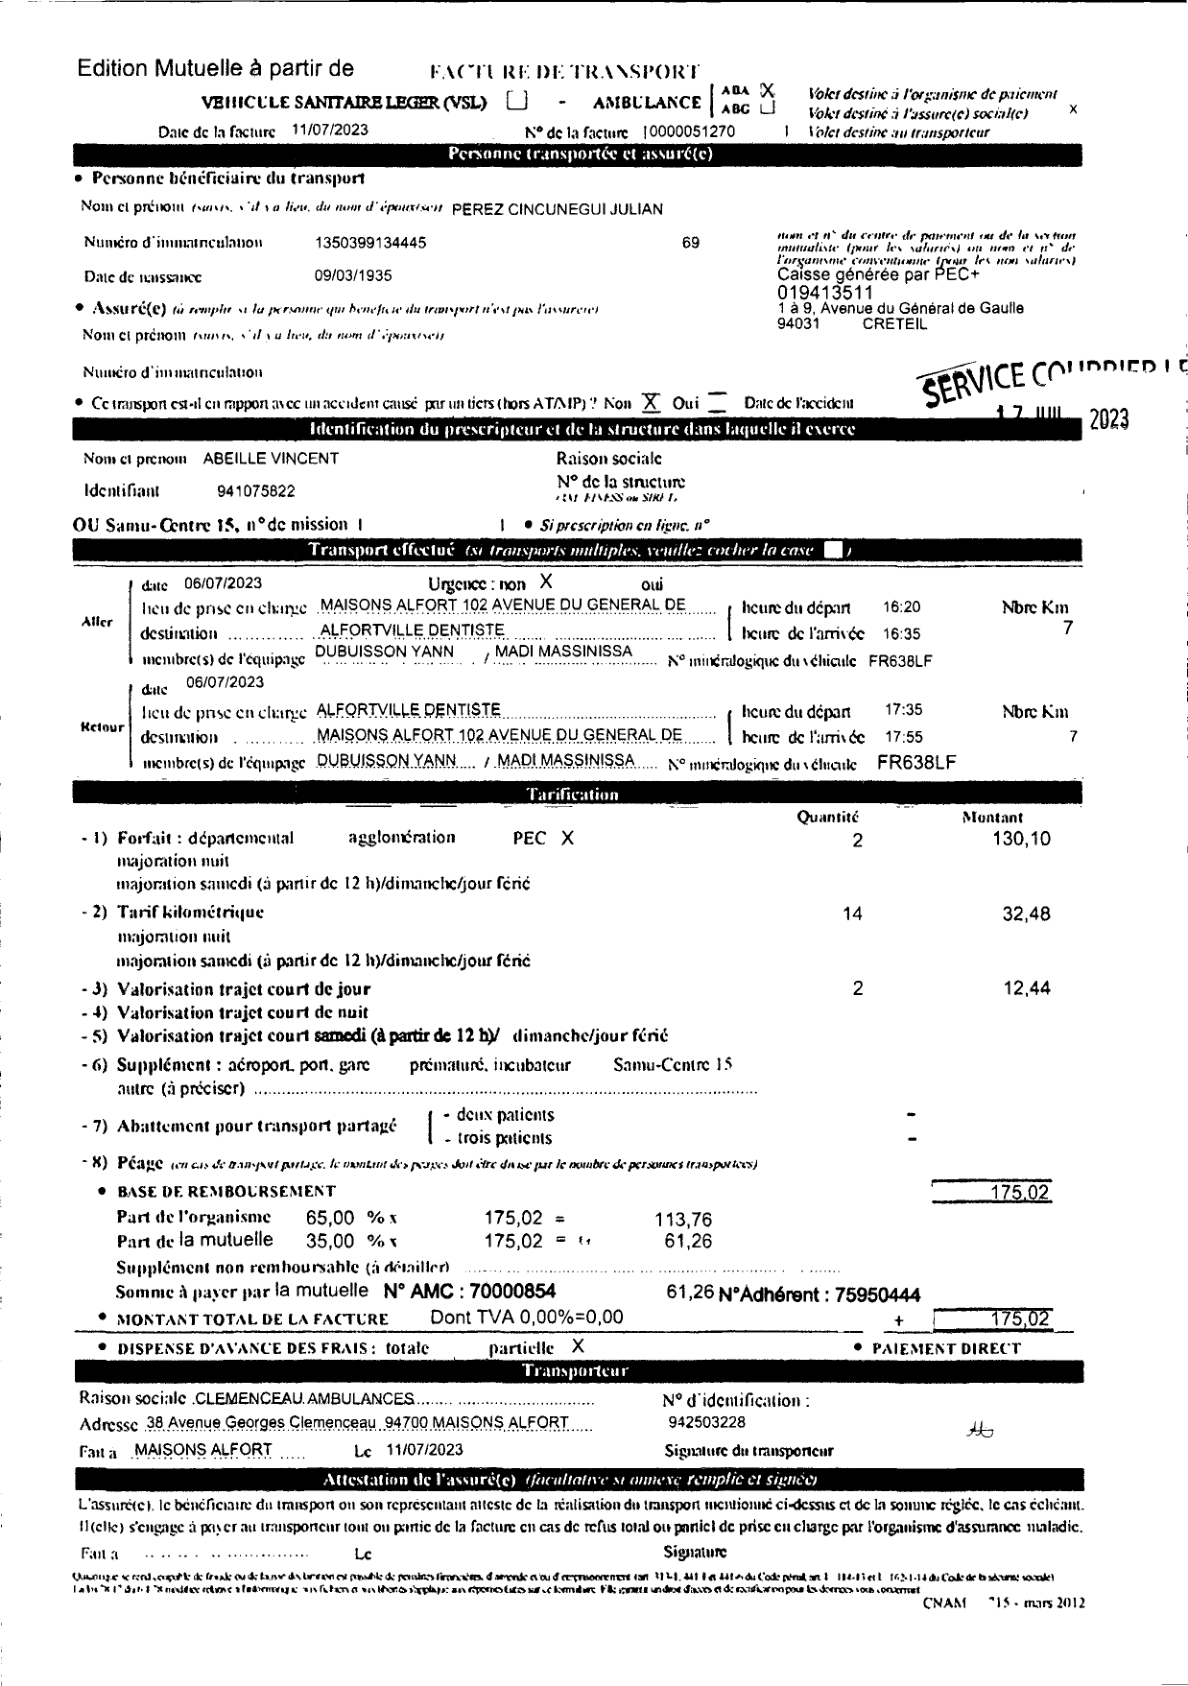 Edition Mutuelle à partir de FACTURE DE TRANSPORT
VEHICULE SANITAIRE LEGER (VSL) - AMBULANCE ABA X Volet destiné à l'organisme de paiement
ABC Volet destiné à l'assuré(e) social(e) X
Date de la facture 11/07/2023 N° de la facture 0000051270 Volet destiné au transporteur
Personne transportée et assuré(e)
• Personne bénéficiaire du transport
Nom et prénom (suivis, s'il y a lieu, du nom d'époux(se)) PEREZ CINCUNEGUI JULIAN
Numéro d'immatriculation 1350399134445 69
nom et n° du centre de paiement ou de la section
mutualiste (pour les salariés) ou nom et n° de
l'organisme conventionné (pour les non salariés)
Date de naissance 09/03/1935
Caisse générée par PEC+
019413511
1 à 9, Avenue du Général de Gaulle
94031 CRETEIL
• Assuré(e) (à remplir si la personne qui bénéficie du transport n'est pas l'assuré(e))
Nom et prénom (suivis, s'il y a lieu, du nom d'époux(se))
Numéro d'immatriculation
SERVICE COURRIER LE
17 JUIL 2023
• Ce transport est-il en rapport avec un accident causé par un tiers (hors AT/MP) ? Non X Oui Date de l'accident
Identification du prescripteur et de la structure dans laquelle il exerce
Nom et prénom ABEILLE VINCENT Raison sociale
Identifiant 941075822 N° de la structure
(AM, FINESS ou SIRET)
OU Samu-Centre 15, n° de mission • Si prescription en ligne, n°
Transport effectué (si transports multiples, veuillez cocher la case )
date 06/07/2023 Urgence : non X oui
Aller lieu de prise en charge MAISONS ALFORT 102 AVENUE DU GENERAL DE heure du départ 16:20 Nbre Km
destination ALFORTVILLE DENTISTE heure de l'arrivée 16:35 7
membre(s) de l'équipage DUBUISSON YANN / MADI MASSINISSA N° minéralogique du véhicule FR638LF
date 06/07/2023
Retour lieu de prise en charge ALFORTVILLE DENTISTE heure du départ 17:35 Nbre Km
destination MAISONS ALFORT 102 AVENUE DU GENERAL DE heure de l'arrivée 17:55 7
membre(s) de l'équipage DUBUISSON YANN / MADI MASSINISSA N° minéralogique du véhicule FR638LF
Tarification
Quantité Montant
- 1) Forfait : départemental agglomération PEC X 2 130,10
majoration nuit
majoration samedi (à partir de 12 h)/dimanche/jour férié
- 2) Tarif kilométrique 14 32,48
majoration nuit
majoration samedi (à partir de 12 h)/dimanche/jour férié
- 3) Valorisation trajet court de jour 2 12,44
- 4) Valorisation trajet court de nuit
- 5) Valorisation trajet court samedi (à partir de 12 h)/ dimanche/jour férié
- 6) Supplément : aéroport, port, gare prématuré, incubateur Samu-Centre 15
autre (à préciser)
- 7) Abattement pour transport partagé - deux patients -
- trois patients -
- 8) Péage (en cas de transport partagé, le montant des péages doit être divisé par le nombre de personnes transportées)
• BASE DE REMBOURSEMENT 175,02
Part de l'organisme 65,00 % x 175,02 = 113,76
Part de la mutuelle 35,00 % x 175,02 = 61,26
Supplément non remboursable (à détailler)
Somme à payer par la mutuelle N° AMC : 70000854 61,26 N°Adhérent : 75950444
• MONTANT TOTAL DE LA FACTURE Dont TVA 0,00%=0,00 + 175,02
• DISPENSE D'AVANCE DES FRAIS : totale partielle X • PAIEMENT DIRECT
Transporteur
Raison sociale CLEMENCEAU AMBULANCES N° d'identification :
Adresse 38 Avenue Georges Clemenceau 94700 MAISONS ALFORT 942503228
Fait à MAISONS ALFORT Le 11/07/2023 Signature du transporteur
Attestation de l'assuré(e) (facultative si annexe remplie et signée)
L'assuré(e), le bénéficiaire du transport ou son représentant atteste de la réalisation du transport mentionné ci-dessus et de la somme réglée, le cas échéant.
Il(elle) s'engage à payer au transporteur tout ou partie de la facture en cas de refus total ou partiel de prise en charge par l'organisme d'assurance maladie.
Fait à Le Signature
CNAM 715 - mars 2012